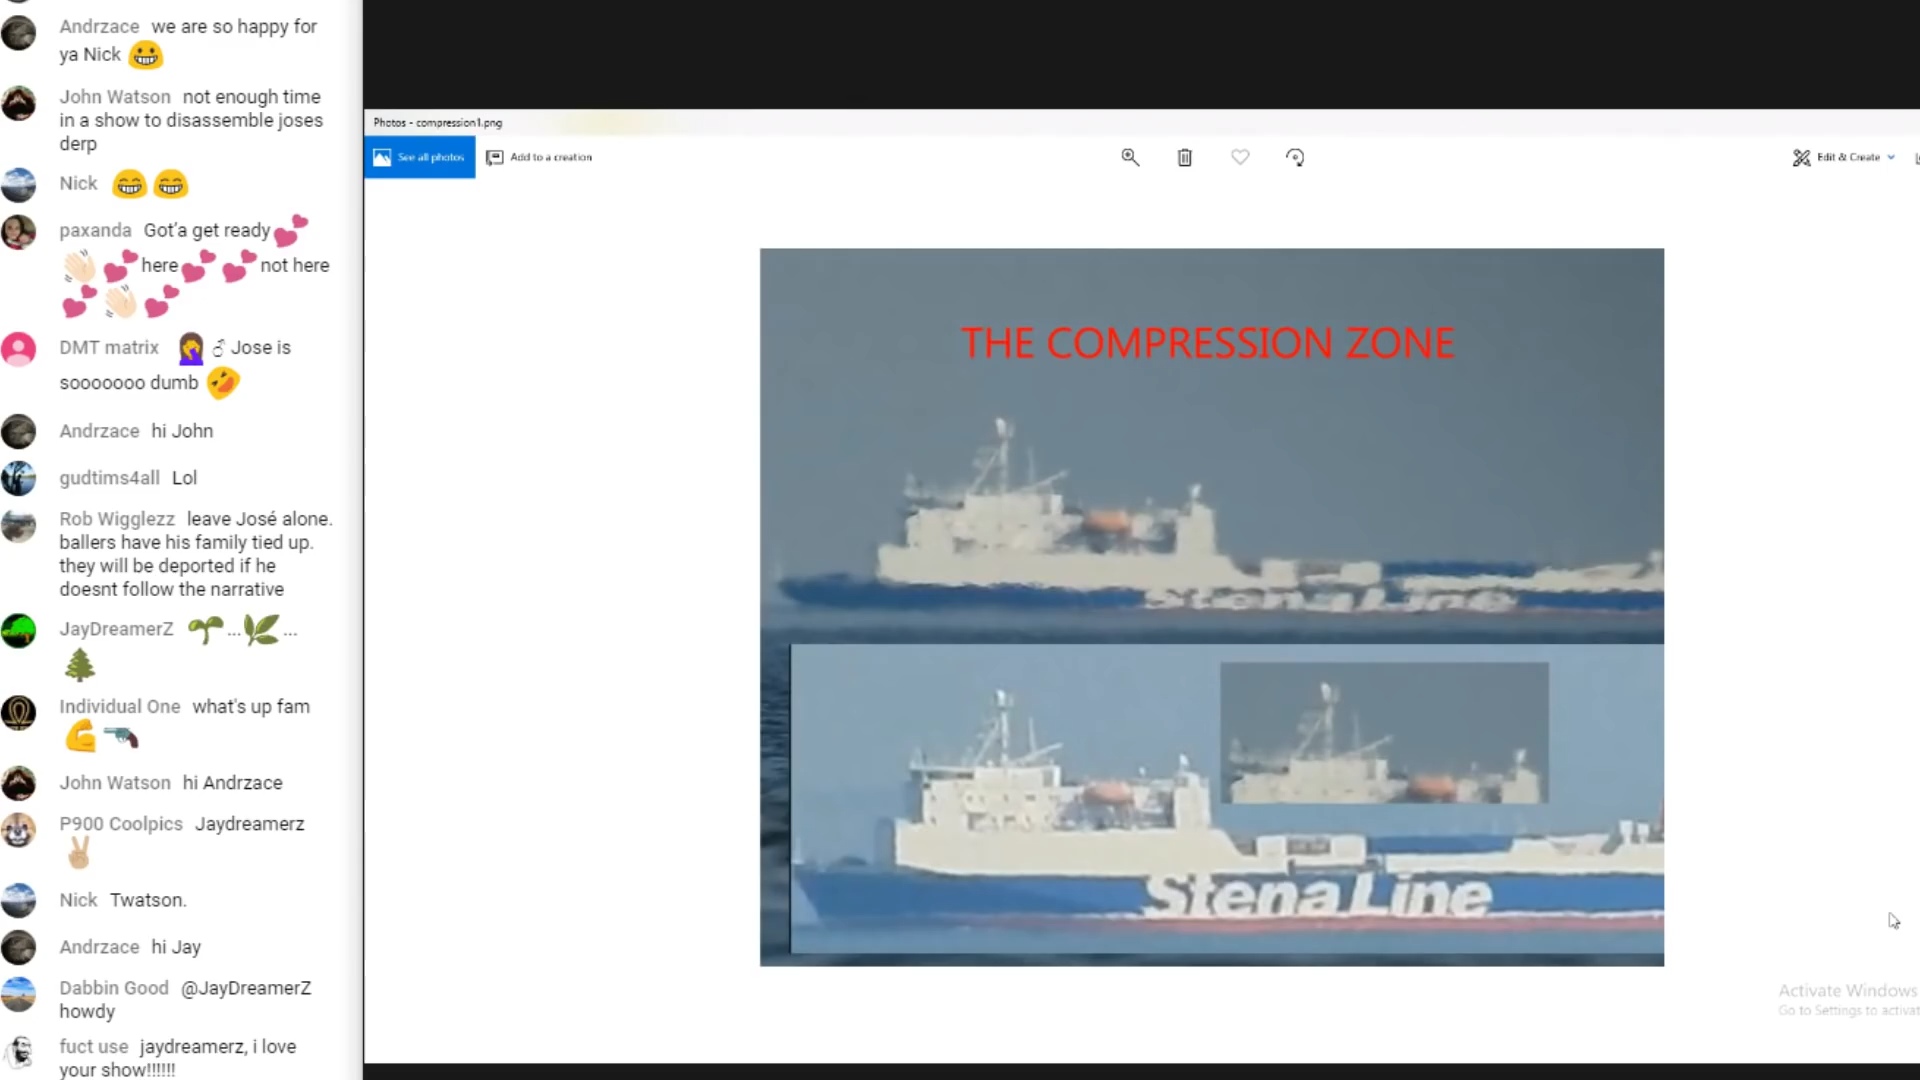 Andrzace we are so happy for
ya Nick 😀
John Watson not enough time
in a show to disassemble joses
derp
Nick 😁😁
paxanda Got'a get ready💕
👋🏻💕here💕💕not here
💕👋🏻💕
DMT matrix 🤦‍♂ Jose is
sooooooo dumb 🤣
Andrzace hi John
gudtims4all Lol
Rob Wigglezz leave José alone.
ballers have his family tied up.
they will be deported if he
doesnt follow the narrative
JayDreamerZ 🌱...🌿...
🌲
Individual One what's up fam
💪🔫
John Watson hi Andrzace
P900 Coolpics Jaydreamerz
✌🏼
Nick Twatson.
Andrzace hi Jay
Dabbin Good @JayDreamerZ
howdy
fuct use jaydreamerz, i love
your show!!!!!!
Photos - compression1.png
See all photos
Add to a creation
Edit & Create
THE COMPRESSION ZONE
Stena Line
Stena Line
Activate Windows
Go to Settings to activat